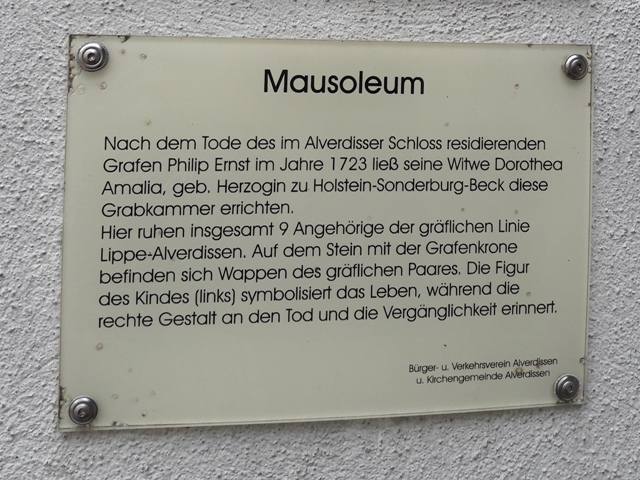 Mausoleum
Nach dem Tode des im Alverdisser Schloss residierenden
Grafen Philip Ernst im Jahre 1723 ließ seine Witwe Dorothea
Amalia, geb. Herzogin zu Holstein-Sonderburg-Beck diese
Grabkammer errichten.
Hier ruhen insgesamt 9 Angehörige der gräflichen Linie
Lippe-Alverdissen. Auf dem Stein mit der Grafenkrone
befinden sich Wappen des gräflichen Paares. Die Figur
des Kindes (links) symbolisiert das Leben, während die
rechte Gestalt an den Tod und die Vergänglichkeit erinnert.
Bürger- u. Verkehrsverein Alverdissen
u. Kirchengemeinde Alverdissen